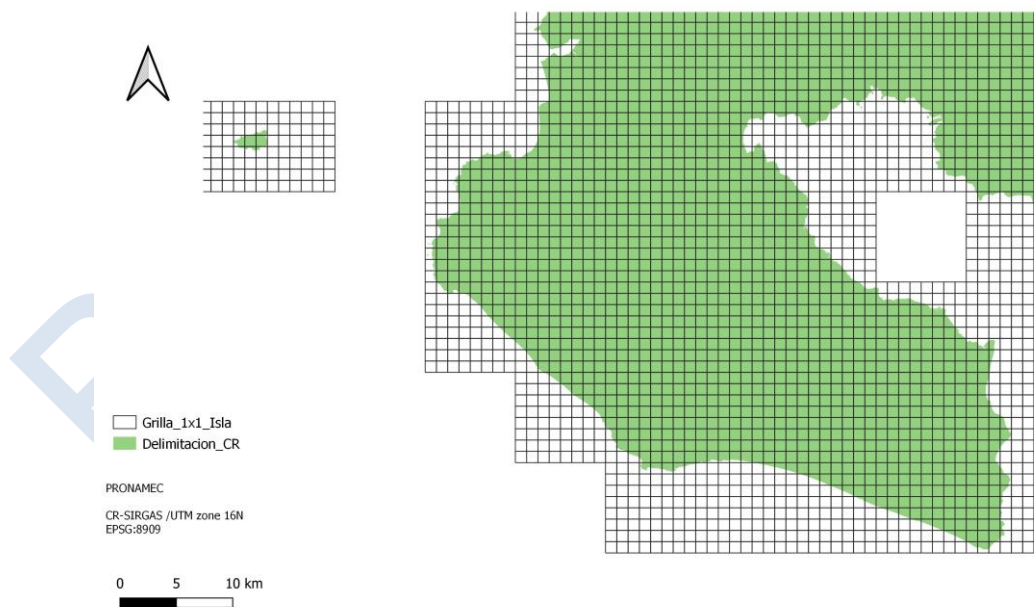 Grilla_1x1_Isla
Delimitacion_CR
PRONAMEC
CR-SIRGAS /UTM zone 16N
EPSG:8909
0 5 10 km